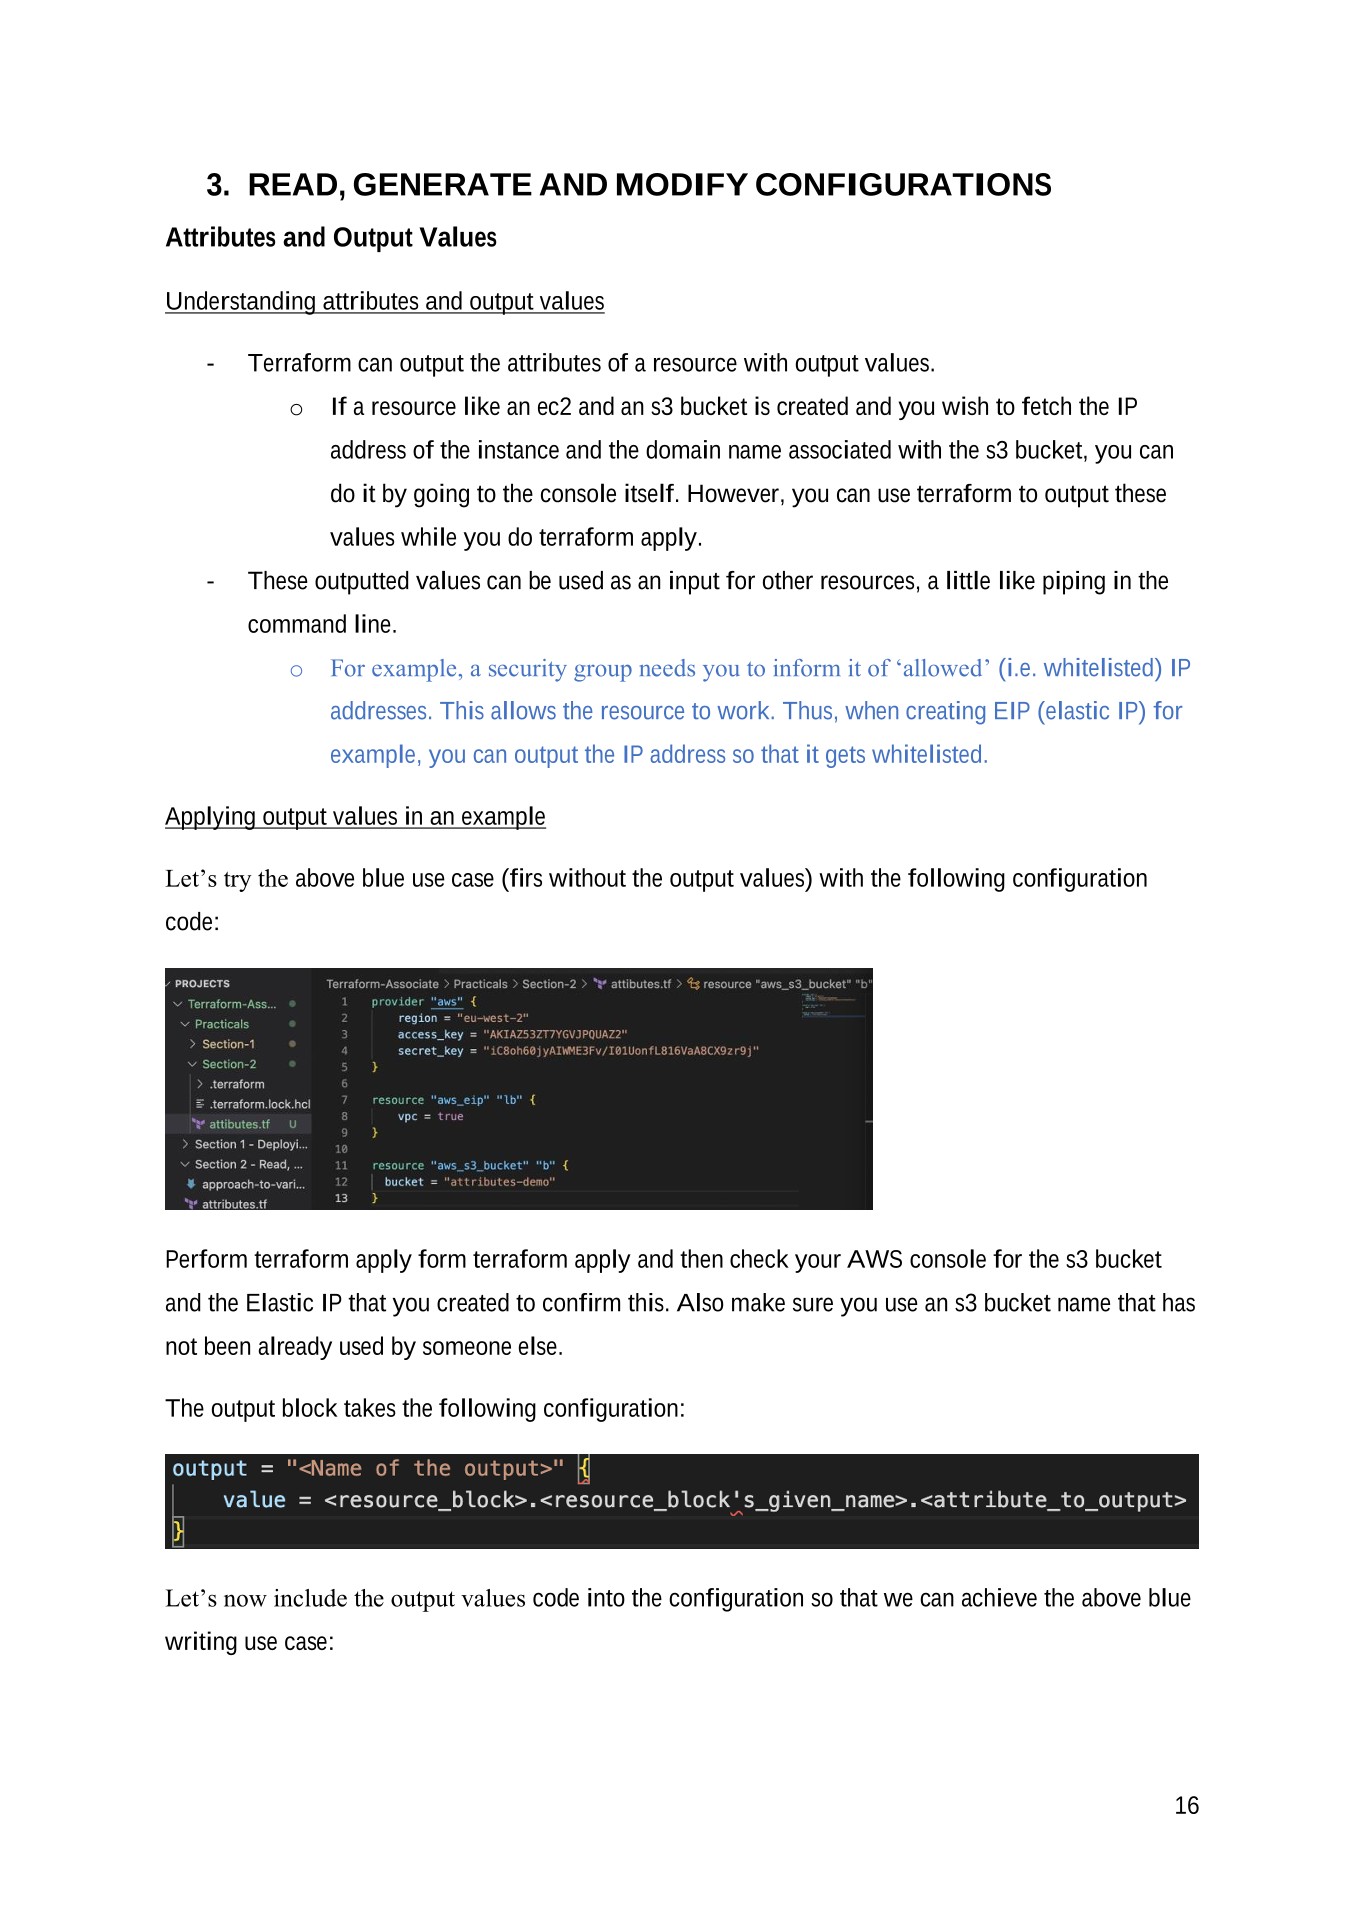 3. READ, GENERATE AND MODIFY CONFIGURATIONS
Attributes and Output Values
Understanding attributes and output values
- Terraform can output the attributes of a resource with output values.
o If a resource like an ec2 and an s3 bucket is created and you wish to fetch the IP
address of the instance and the domain name associated with the s3 bucket, you can
do it by going to the console itself. However, you can use terraform to output these
values while you do terraform apply.
- These outputted values can be used as an input for other resources, a little like piping in the
command line.
o For example, a security group needs you to inform it of ‘allowed’ (i.e. whitelisted) IP
addresses. This allows the resource to work. Thus, when creating EIP (elastic IP) for
example, you can output the IP address so that it gets whitelisted.
Applying output values in an example
Let’s try the above blue use case (firs without the output values) with the following configuration
code:
PROJECTS
Terraform-Ass...
Practicals
Section-1
Section-2
.terraform
.terraform.lock.hcl
attibutes.tf U
Section 1 - Deployi...
Section 2 - Read, ...
approach-to-vari...
attributes.tf
Terraform-Associate > Practicals > Section-2 > attibutes.tf > resource "aws_s3_bucket" "b"
1 provider "aws" {
2 region = "eu-west-2"
3 access_key = "AKIAZ53ZT7YGVJPQUAZ2"
4 secret_key = "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"
5 }
6
7 resource "aws_eip" "lb" {
8 vpc = true
9 }
10
11 resource "aws_s3_bucket" "b" {
12 bucket = "attributes-demo"
13 }
Perform terraform apply form terraform apply and then check your AWS console for the s3 bucket
and the Elastic IP that you created to confirm this. Also make sure you use an s3 bucket name that has
not been already used by someone else.
The output block takes the following configuration:
output = "<Name of the output>" {
value = <resource_block>.<resource_block's_given_name>.<attribute_to_output>
}
Let’s now include the output values code into the configuration so that we can achieve the above blue
writing use case:
16